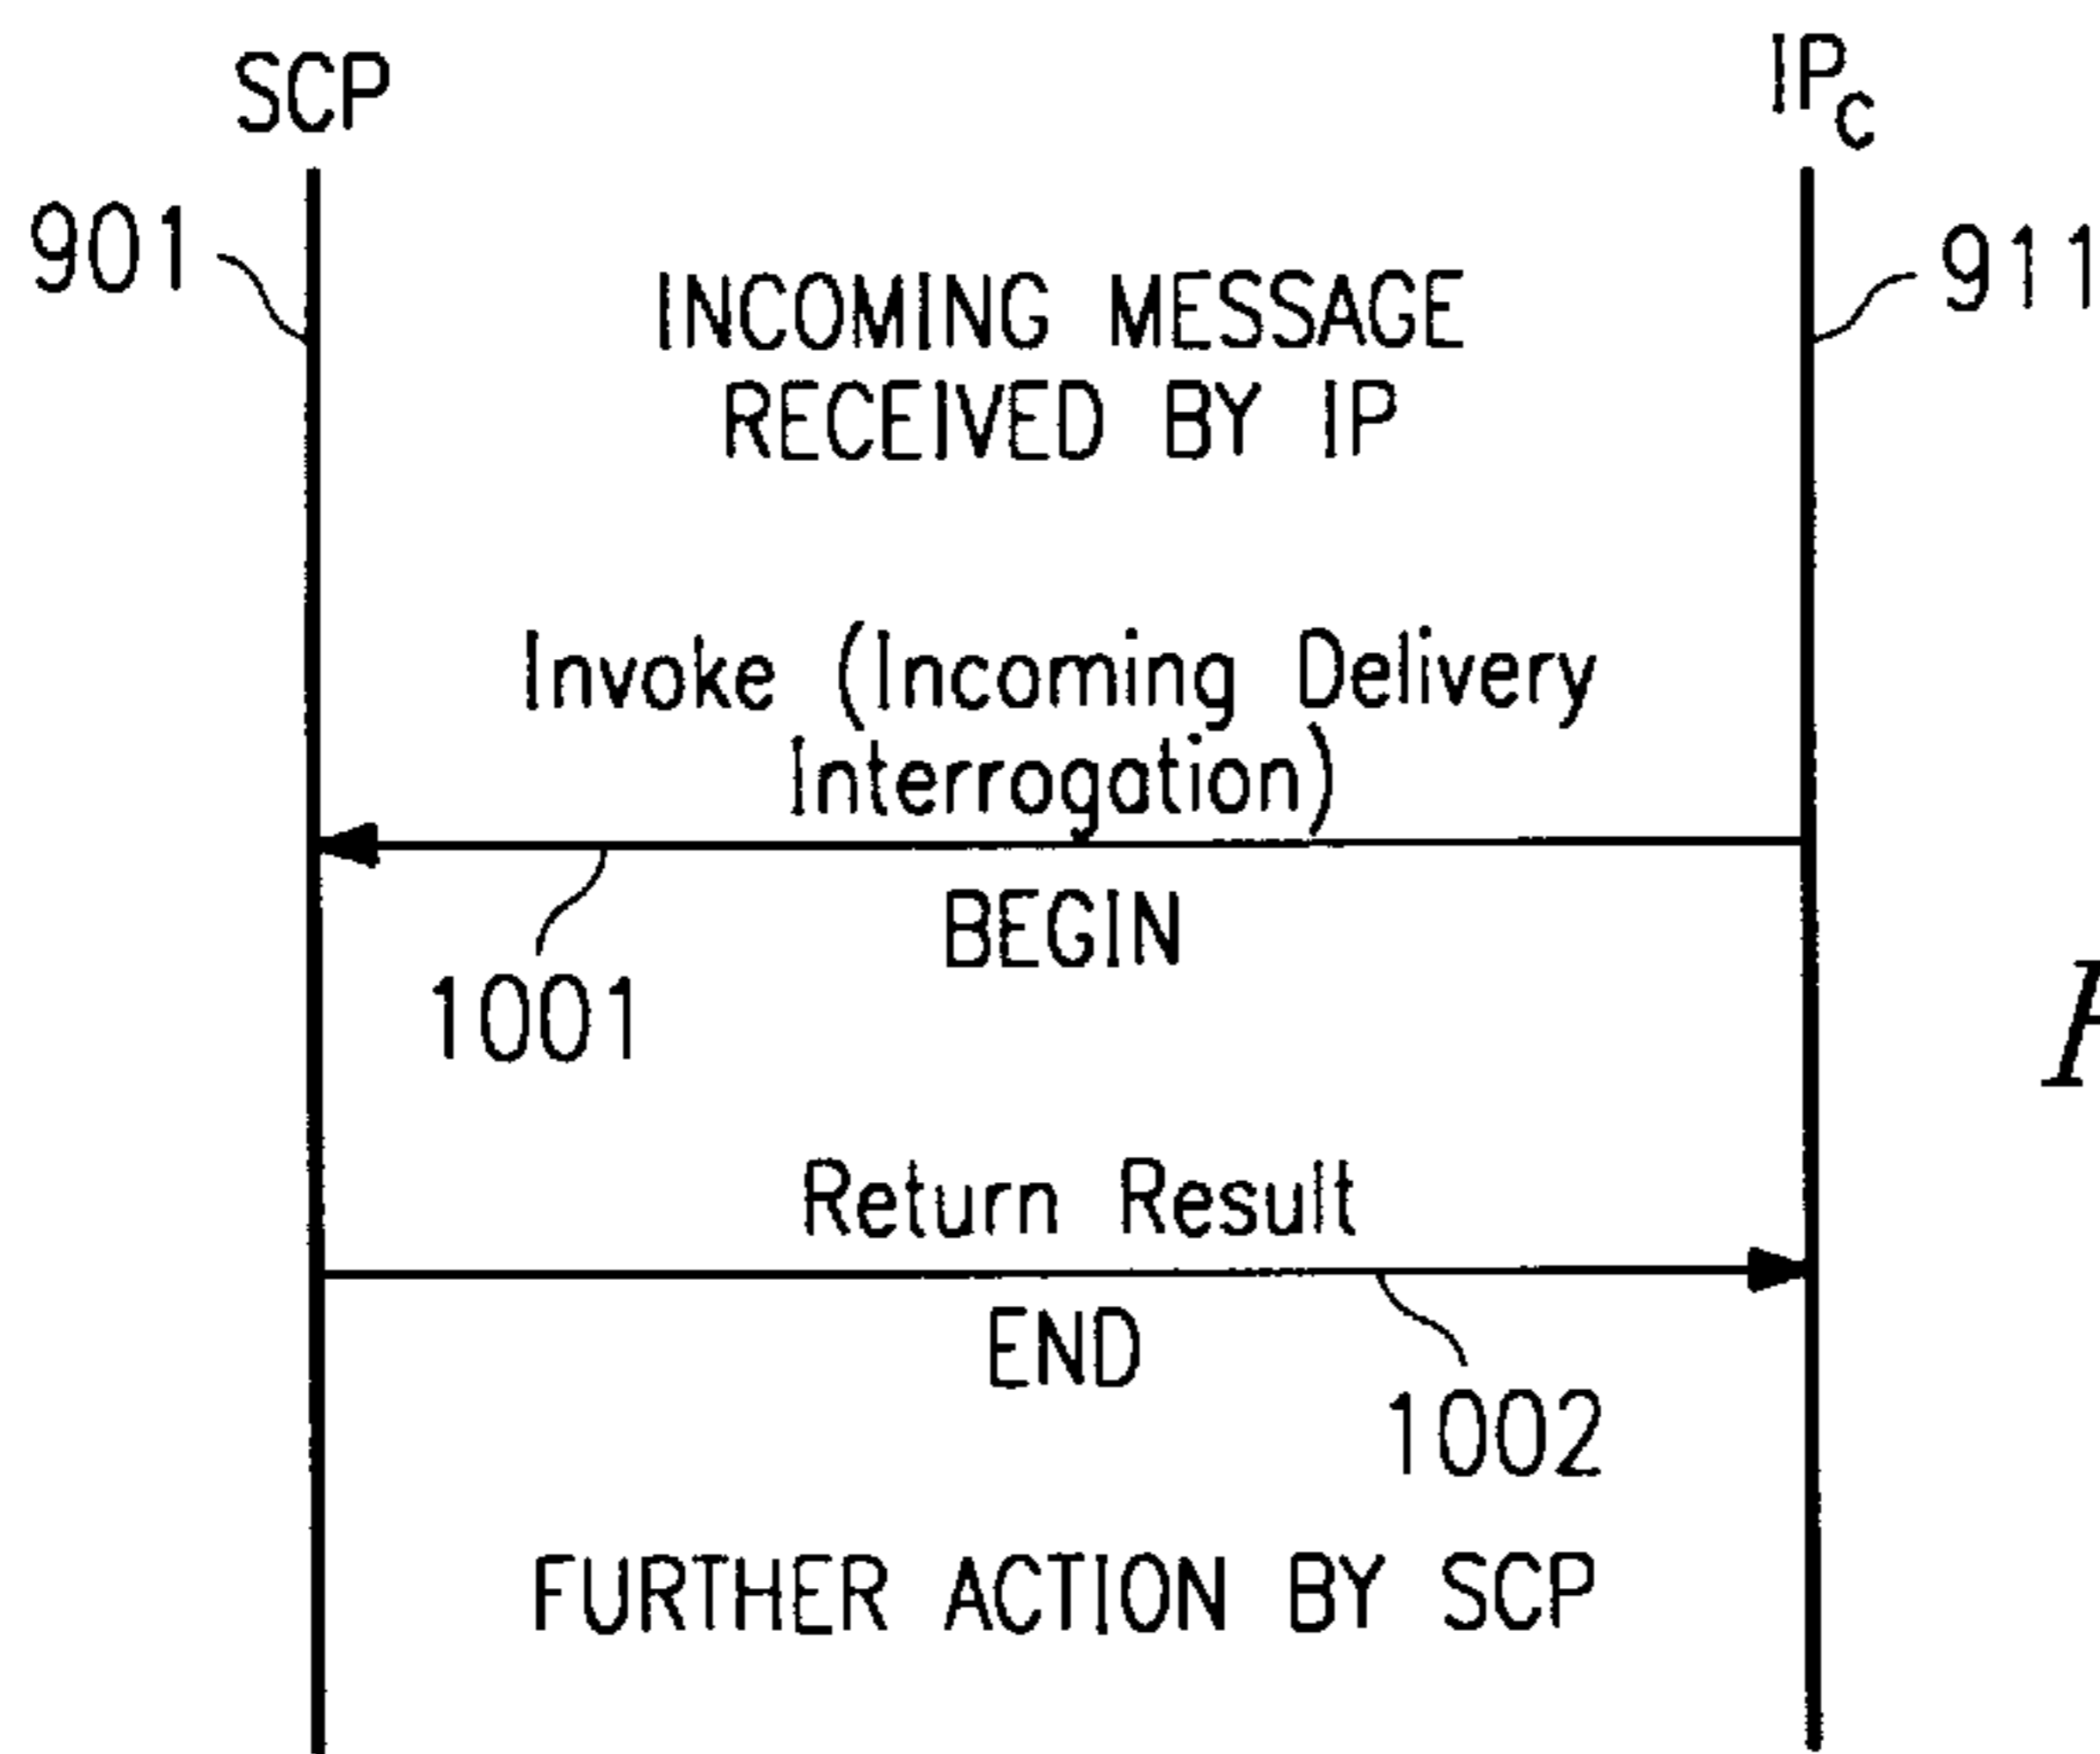 SCP
IPC
901
911
INCOMING MESSAGE
RECEIVED BY IP
Invoke (Incoming Delivery
Interrogation)
BEGIN
1001
Return Result
END
1002
FURTHER ACTION BY SCP